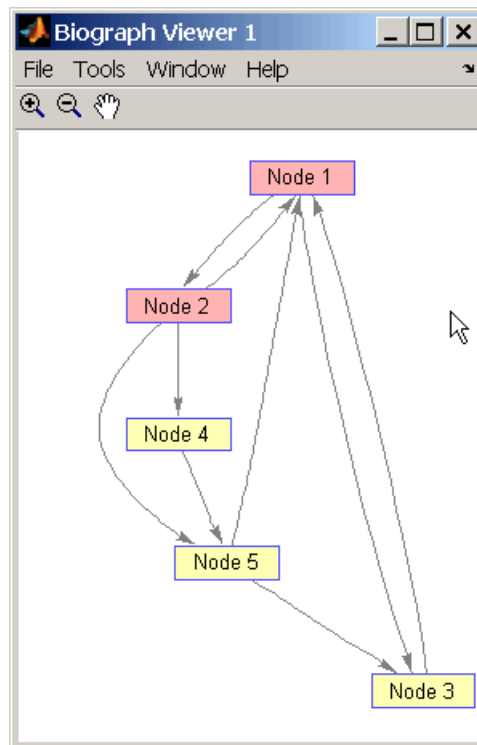 Biograph Viewer 1
File Tools Window Help
Node 1
Node 2
Node 4
Node 5
Node 3